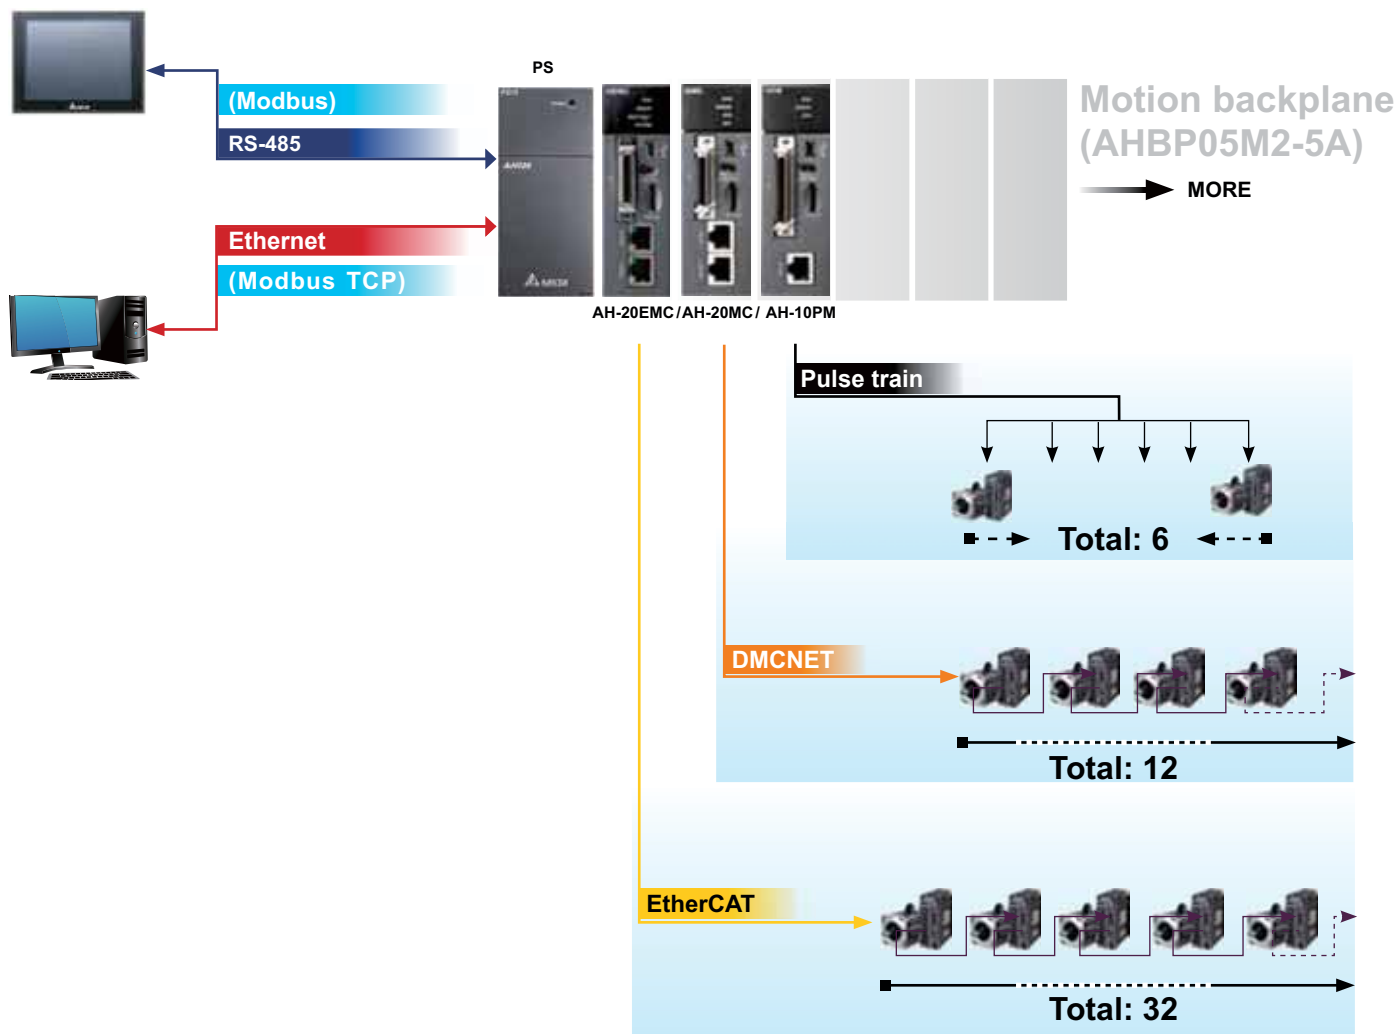 PS
(Modbus)
RS-485
Ethernet
(Modbus TCP)
Motion backplane
(AHBP05M2-5A)
MORE
AH-20EMC/AH-20MC/ AH-10PM
Pulse train
Total: 6
DMCNET
Total: 12
EtherCAT
Total: 32